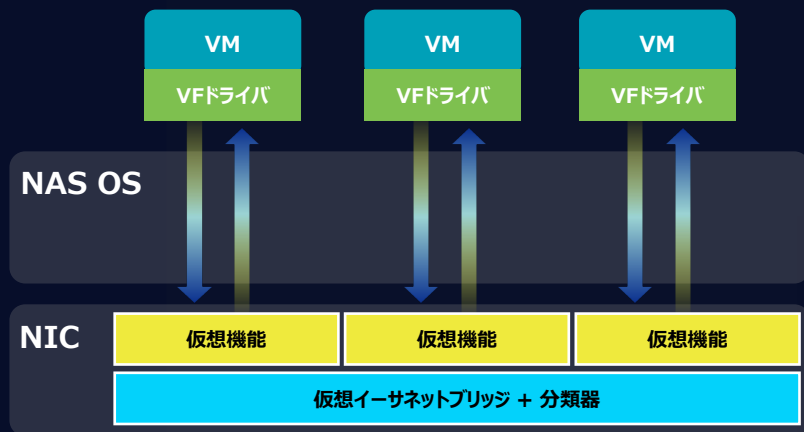 VM
VM
VM
VFドライバ
VFドライバ
VFドライバ
NAS OS
NIC
仮想機能
仮想機能
仮想機能
仮想イーサネットブリッジ + 分類器